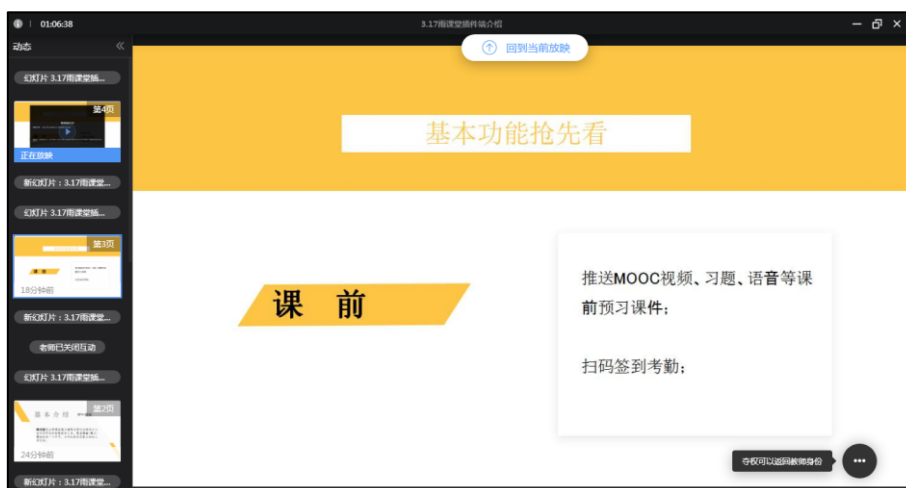 01:06:38
3.17雨课堂插件端介绍
动态
回到当前放映
幻灯片 3.17雨课堂插...
第4页
正在放映
新幻灯片：3.17雨课堂...
幻灯片 3.17雨课堂插...
第3页
18分钟前
新幻灯片：3.17雨课堂...
老师已关闭互动
幻灯片 3.17雨课堂插...
第2页
基本介绍
24分钟前
新幻灯片：3.17雨课堂...
基本功能抢先看
课 前
推送MOOC视频、习题、语音等课
前预习课件；
扫码签到考勤；
夺权可以返回教师身份